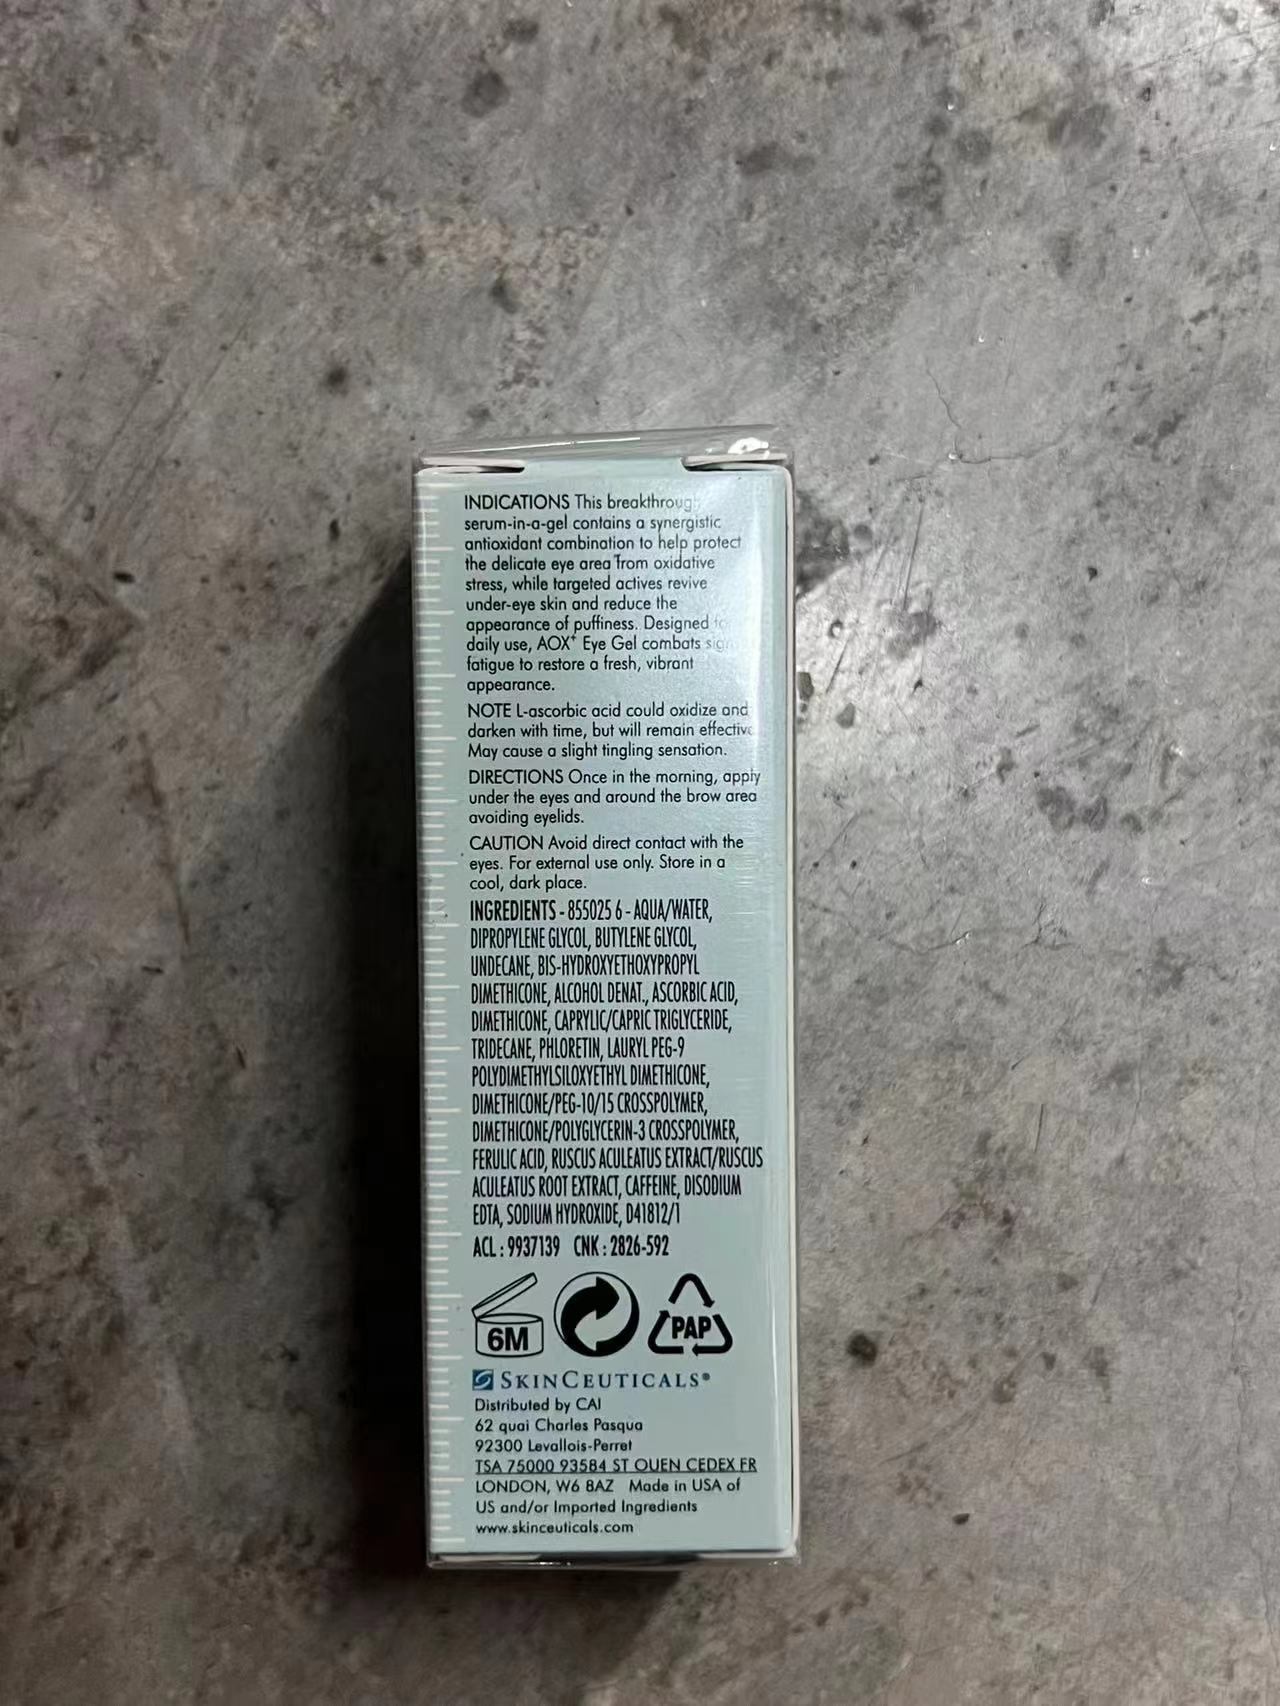 INDICATIONS This
serum-in-a-gel contains a synergistic
antioxidant combination to help protect
the delicate eye area from oxidative
stress, while targeted actives revive
under-eye skin and reduce the
appearance of puffiness. Designed
daily use, AOX+ Eye Gel combats
fatigue to restore a fresh, vibrant
appearance.
NOTE L-ascorbic acid could oxidize and
darken with time, but will remain effective
May cause a slight tingling sensation.
DIRECTIONS Once in the morning, apply
under the eyes and around the brow area
avoiding eyelids.
CAUTION Avoid direct contact with the
eyes. For external use only. Store in a
cool, dark place.
INGREDIENTS - 855025 6 - AQUA/WATER,
DIPROPYLENE GLYCOL, BUTYLENE GLYCOL,
UNDECANE, BIS-HYDROXYETHOXYPROPYL
DIMETHICONE, ALCOHOL DENAT., ASCORBIC ACID,
DIMETHICONE, CAPRYLIC/CAPRIC TRIGLYCERIDE,
TRIDECANE, PHLORETIN, LAURYL PEG-9
POLYDIMETHYLSILOXYETHYL DIMETHICONE,
DIMETHICONE/PEG-10/15 CROSSPOLYMER,
DIMETHICONE/POLYGLYCERIN-3 CROSSPOLYMER,
FERULIC ACID, RUSCUS ACULEATUS EXTRACT/RUSCUS
ACULEATUS ROOT EXTRACT, CAFFEINE, DISODIUM
EDTA, SODIUM HYDROXIDE, D41812/1
ACL : 9937139 CNK : 2826-592
6M PAP
SKINCEUTICALS®
Distributed by CAI
62 quai Charles Pasqua
92300 Levallois-Perret
TSA 75000 93584 ST OUEN CEDEX FR
LONDON, W6 8AZ Made in USA of
US and/or Imported Ingredients
www.skinceuticals.com